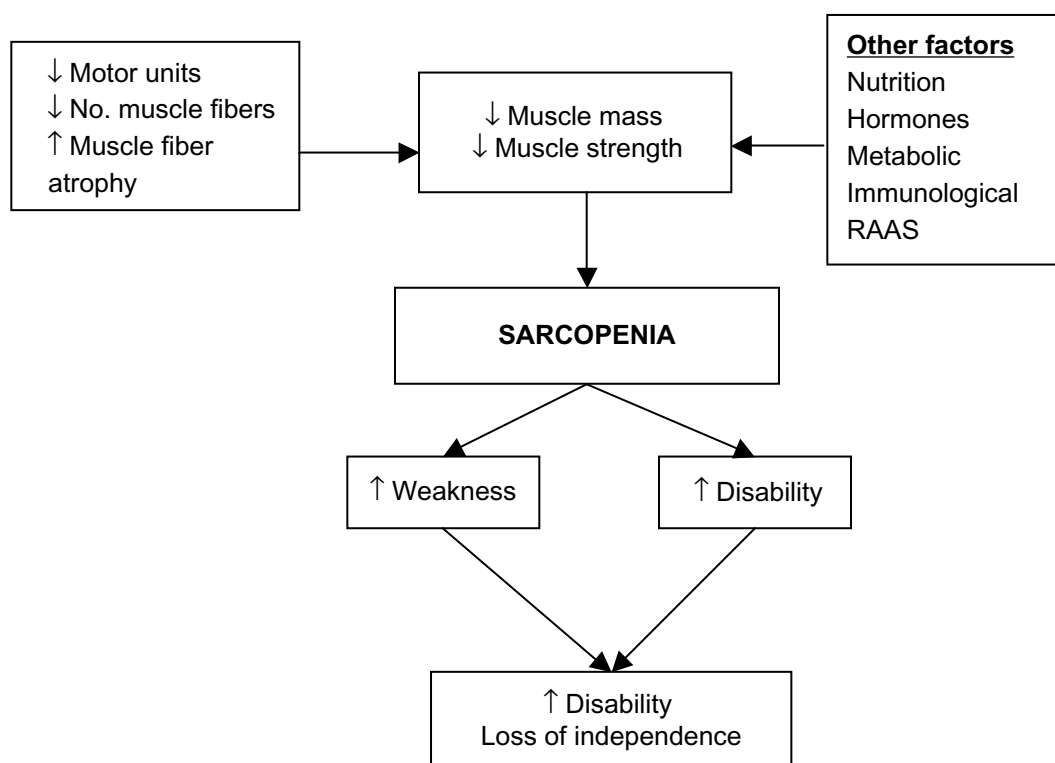 ↓ Motor units
↓ No. muscle fibers
↑ Muscle fiber
atrophy
↓ Muscle mass
↓ Muscle strength
Other factors
Nutrition
Hormones
Metabolic
Immunological
RAAS
SARCOPENIA
↑ Weakness
↑ Disability
↑ Disability
Loss of independence